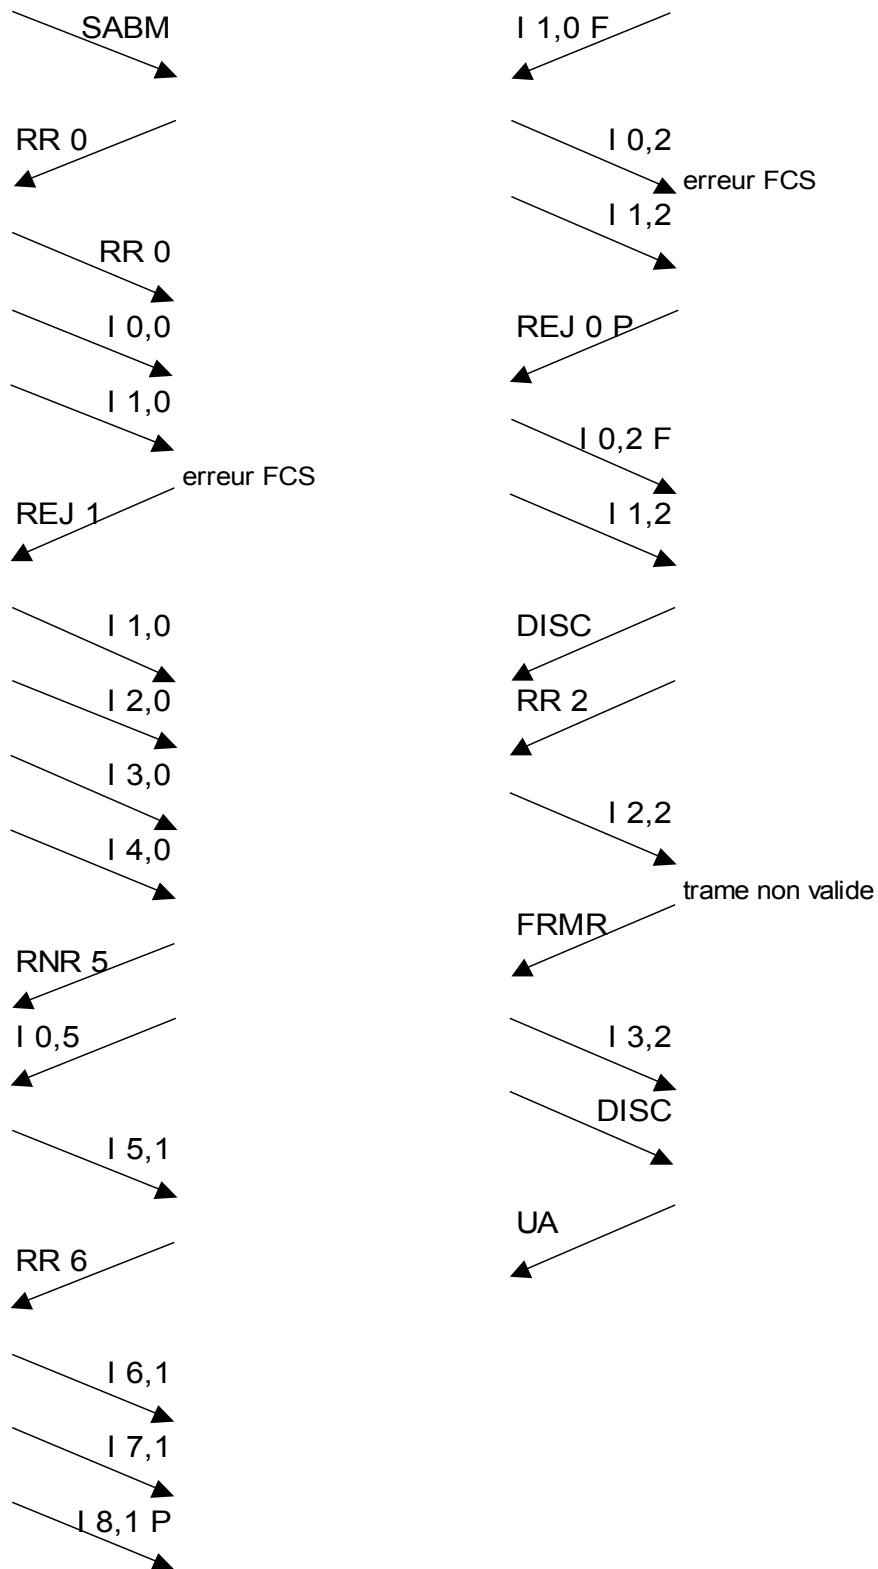 SABM
RR 0
RR 0
I 0,0
I 1,0
erreur FCS
REJ 1
I 1,0
I 2,0
I 3,0
I 4,0
RNR 5
I 0,5
I 5,1
RR 6
I 6,1
I 7,1
I 8,1 P
I 1,0 F
I 0,2
erreur FCS
I 1,2
REJ 0 P
I 0,2 F
I 1,2
DISC
RR 2
I 2,2
trame non valide
FRMR
I 3,2
DISC
UA